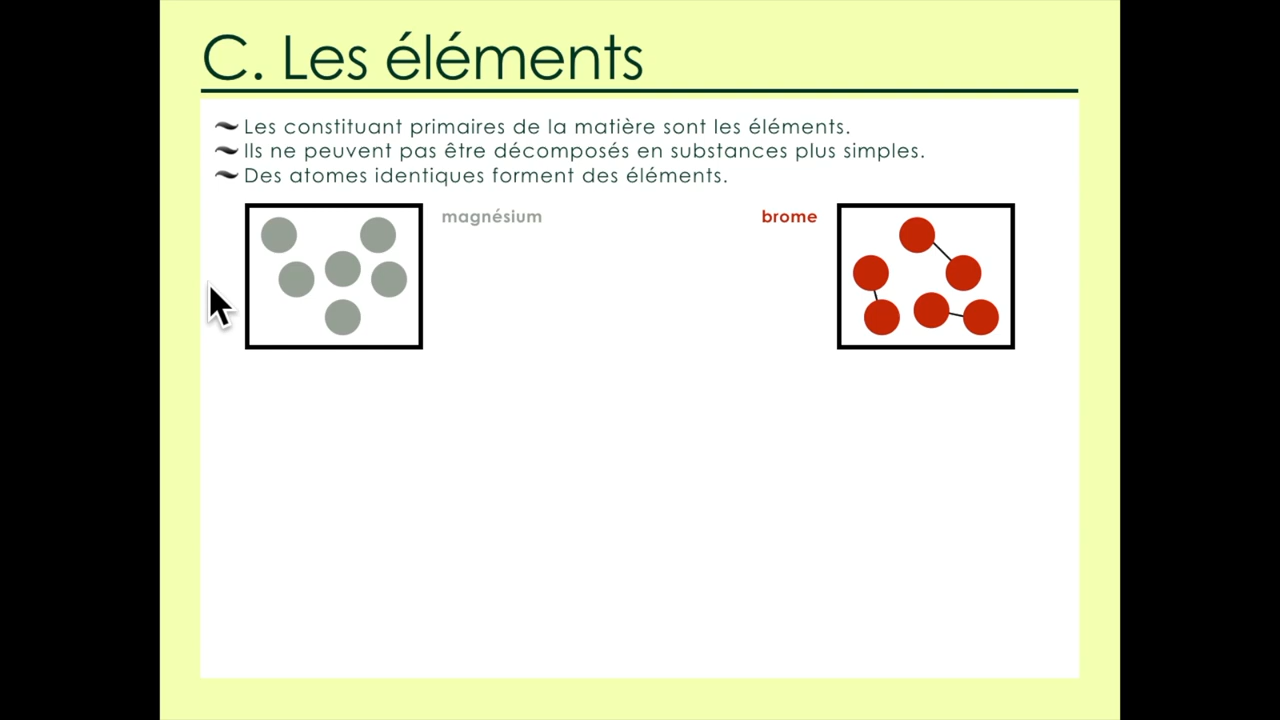 C. Les éléments
Les constituant primaires de la matière sont les éléments.
Ils ne peuvent pas être décomposés en substances plus simples.
Des atomes identiques forment des éléments.
magnésium
brome